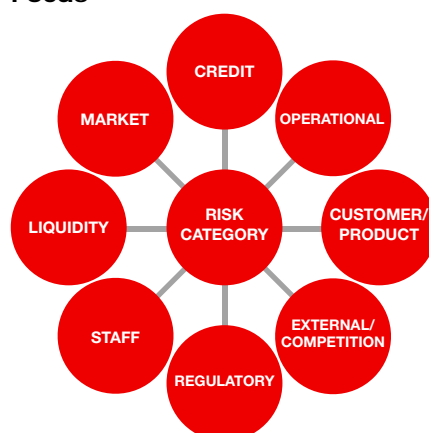 CREDIT
MARKET
OPERATIONAL
LIQUIDITY
RISK
CATEGORY
CUSTOMER/
PRODUCT
STAFF
EXTERNAL/
COMPETITION
REGULATORY